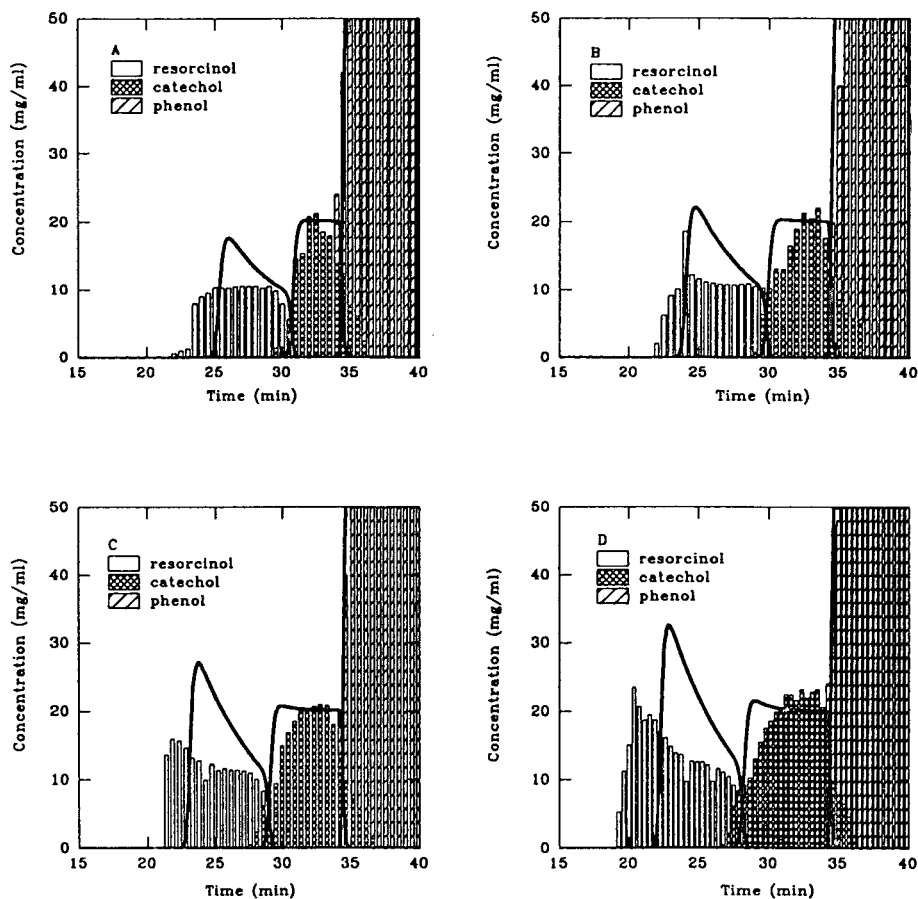 50
40
30
20
10
0
Concentration (mg/ml)
A
resorcinol
catechol
phenol
15 20 25 30 35 40
Time (min)
50
40
30
20
10
0
Concentration (mg/ml)
B
resorcinol
catechol
phenol
15 20 25 30 35 40
Time (min)
50
40
30
20
10
0
Concentration (mg/ml)
C
resorcinol
catechol
phenol
15 20 25 30 35 40
Time (min)
50
40
30
20
10
0
Concentration (mg/ml)
D
resorcinol
catechol
phenol
15 20 25 30 35 40
Time (min)